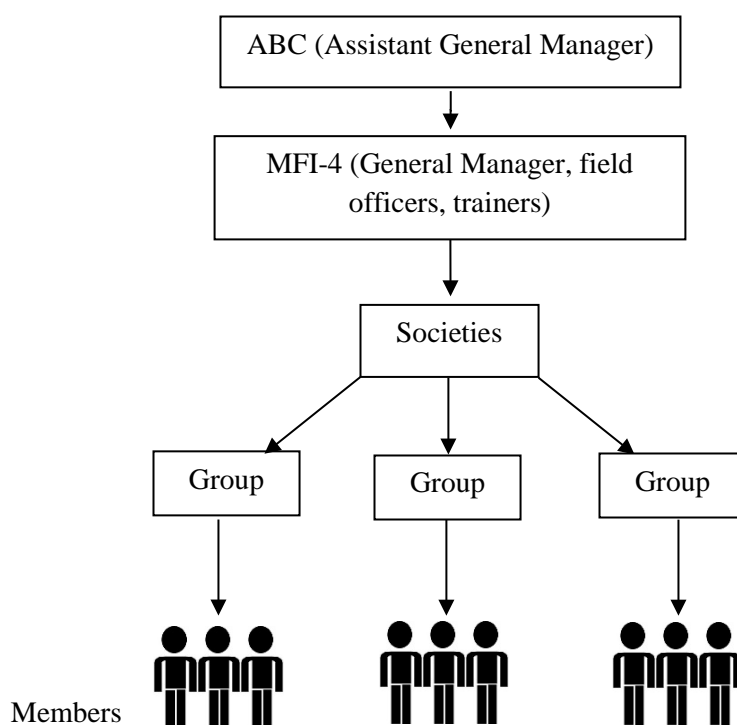 ABC (Assistant General Manager)
MFI-4 (General Manager, field
officers, trainers)
Societies
Group
Group
Group
Members